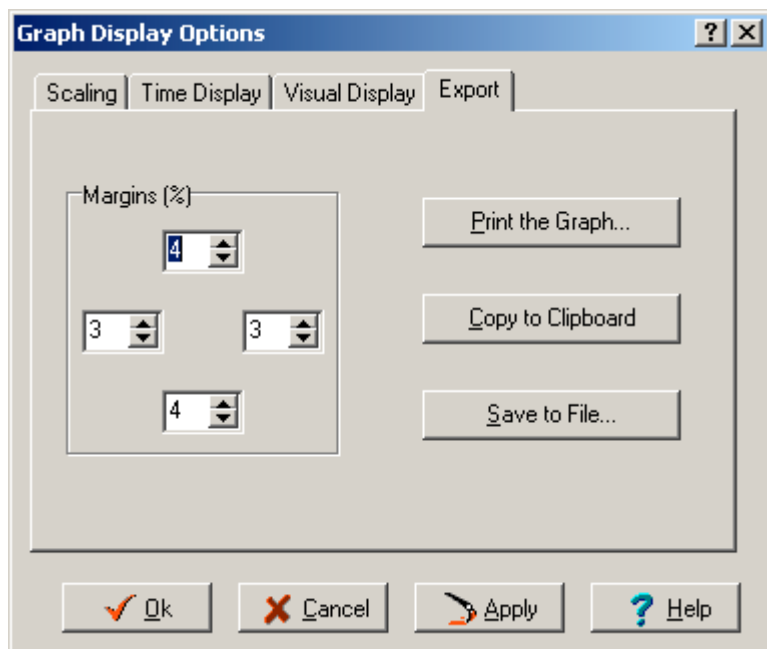 Graph Display Options
Scaling Time Display Visual Display Export
Margins (%)
4
3 3
4
Print the Graph...
Copy to Clipboard
Save to File...
Ok Cancel Apply ? Help